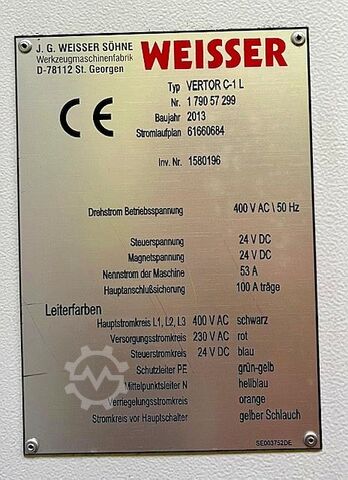 J. G. WEISSER SÖHNE
Werkzeugmaschinenfabrik
D-78112 St. Georgen
WEISSER
CE
Typ VERTOR C-1 L
Nr. 1 790 57 299
Baujahr 2013
Stromlaufplan 61660684
Inv. Nr. 1580196
Drehstrom Betriebsspannung 400 V AC \ 50 Hz
Steuerspannung 24 V DC
Magnetspannung 24 V DC
Nennstrom der Maschine 53 A
Hauptanschlußsicherung 100 A träge
Leiterfarben
Hauptstromkreis L1, L2, L3 400 V AC schwarz
Versorgungsstromkreis 230 V AC rot
Steuerstromkreis 24 V DC blau
Schutzleiter PE grün-gelb
Mittelpunktsleiter N hellblau
Verriegelungsstromkreis orange
Stromkreis vor Hauptschalter gelber Schlauch
SE003752DE